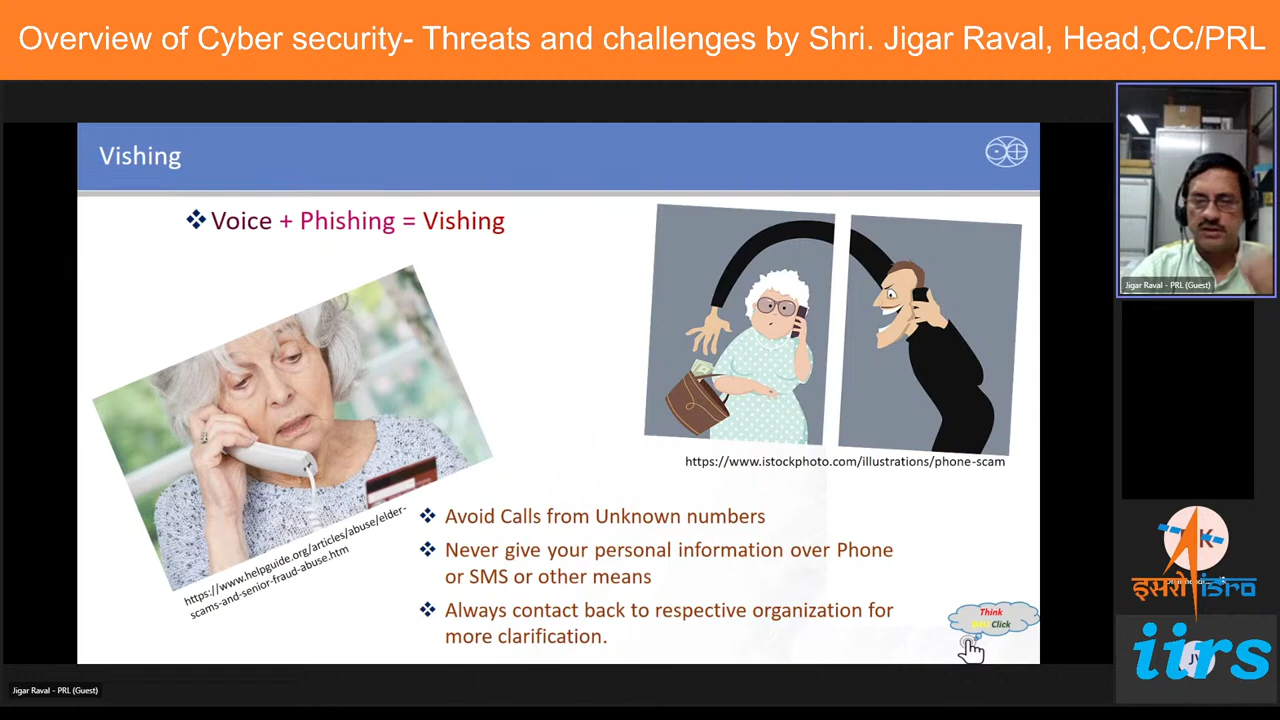 Overview of Cyber security- Threats and challenges by Shri. Jigar Raval, Head,CC/PRL
Vishing
Voice + Phishing = Vishing
https://www.helpguide.org/articles/abuse/elder-
scams-and-senior-fraud-abuse.htm
https://www.istockphoto.com/illustrations/phone-scam
Avoid Calls from Unknown numbers
Never give your personal information over Phone
or SMS or other means
Always contact back to respective organization for
more clarification.
Think
Click
Jigar Raval - PRL (Guest)
K
इसरो isro
iirs
JY
Jigar Raval - PRL (Guest)